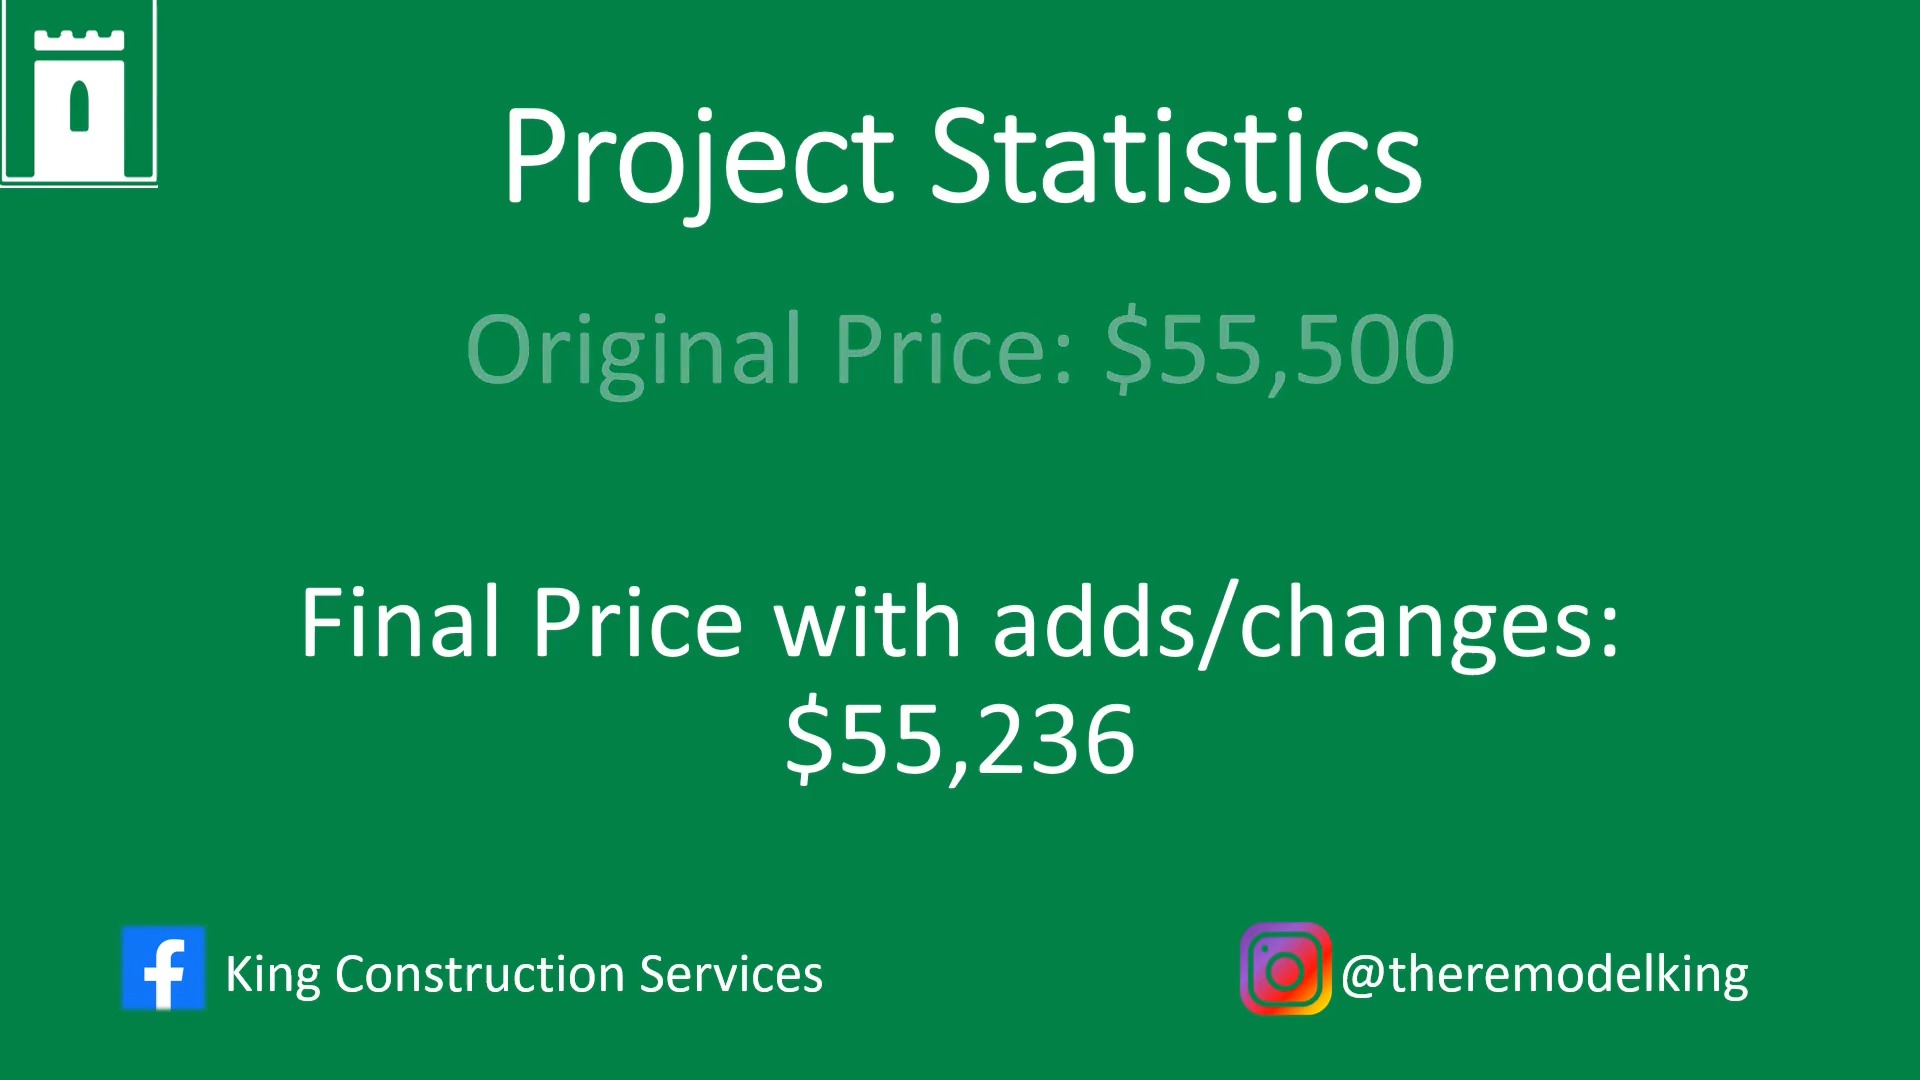 Project Statistics
Original Price: $55,500
Final Price with adds/changes:
$55,236
King Construction Services
@theremodelking